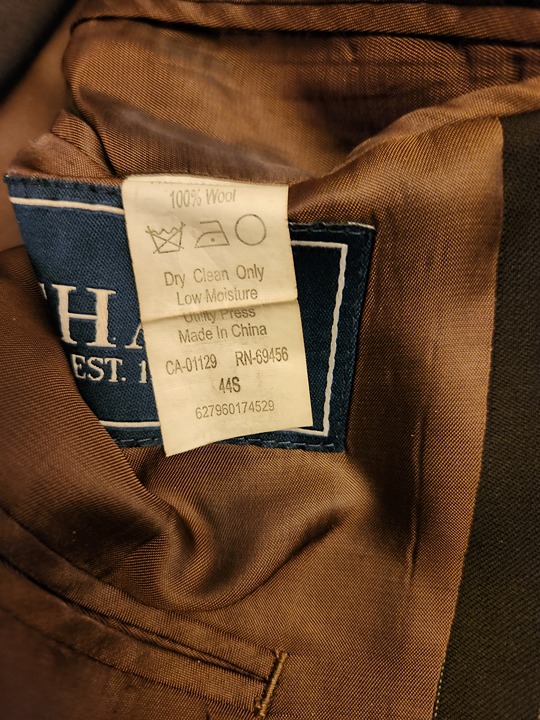 100% Wool
Dry Clean Only
Low Moisture
Utility Press
Made In China
CA-01129 RN-69456
44S
627960174529
HA
EST. 1